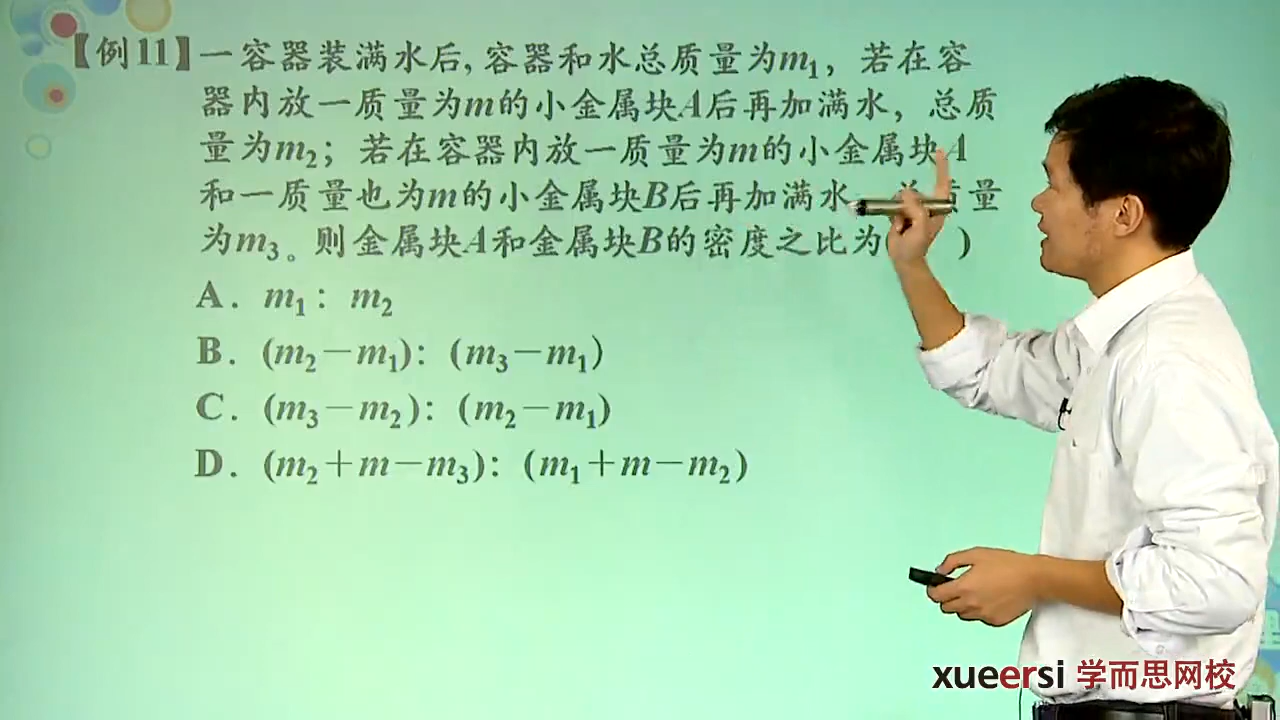 【例11】一容器装满水后, 容器和水总质量为m₁，若在容
器内放一质量为m的小金属块A后再加满水，总质
量为m₂；若在容器内放一质量为m的小金属块A
和一质量也为m的小金属块B后再加满水 总质量
为m₃。则金属块A和金属块B的密度之比为( )
A．m₁：m₂
B．(m₂－m₁)：(m₃－m₁)
C．(m₃－m₂)：(m₂－m₁)
D．(m₂＋m－m₃)：(m₁＋m－m₂)
xueersi 学而思网校